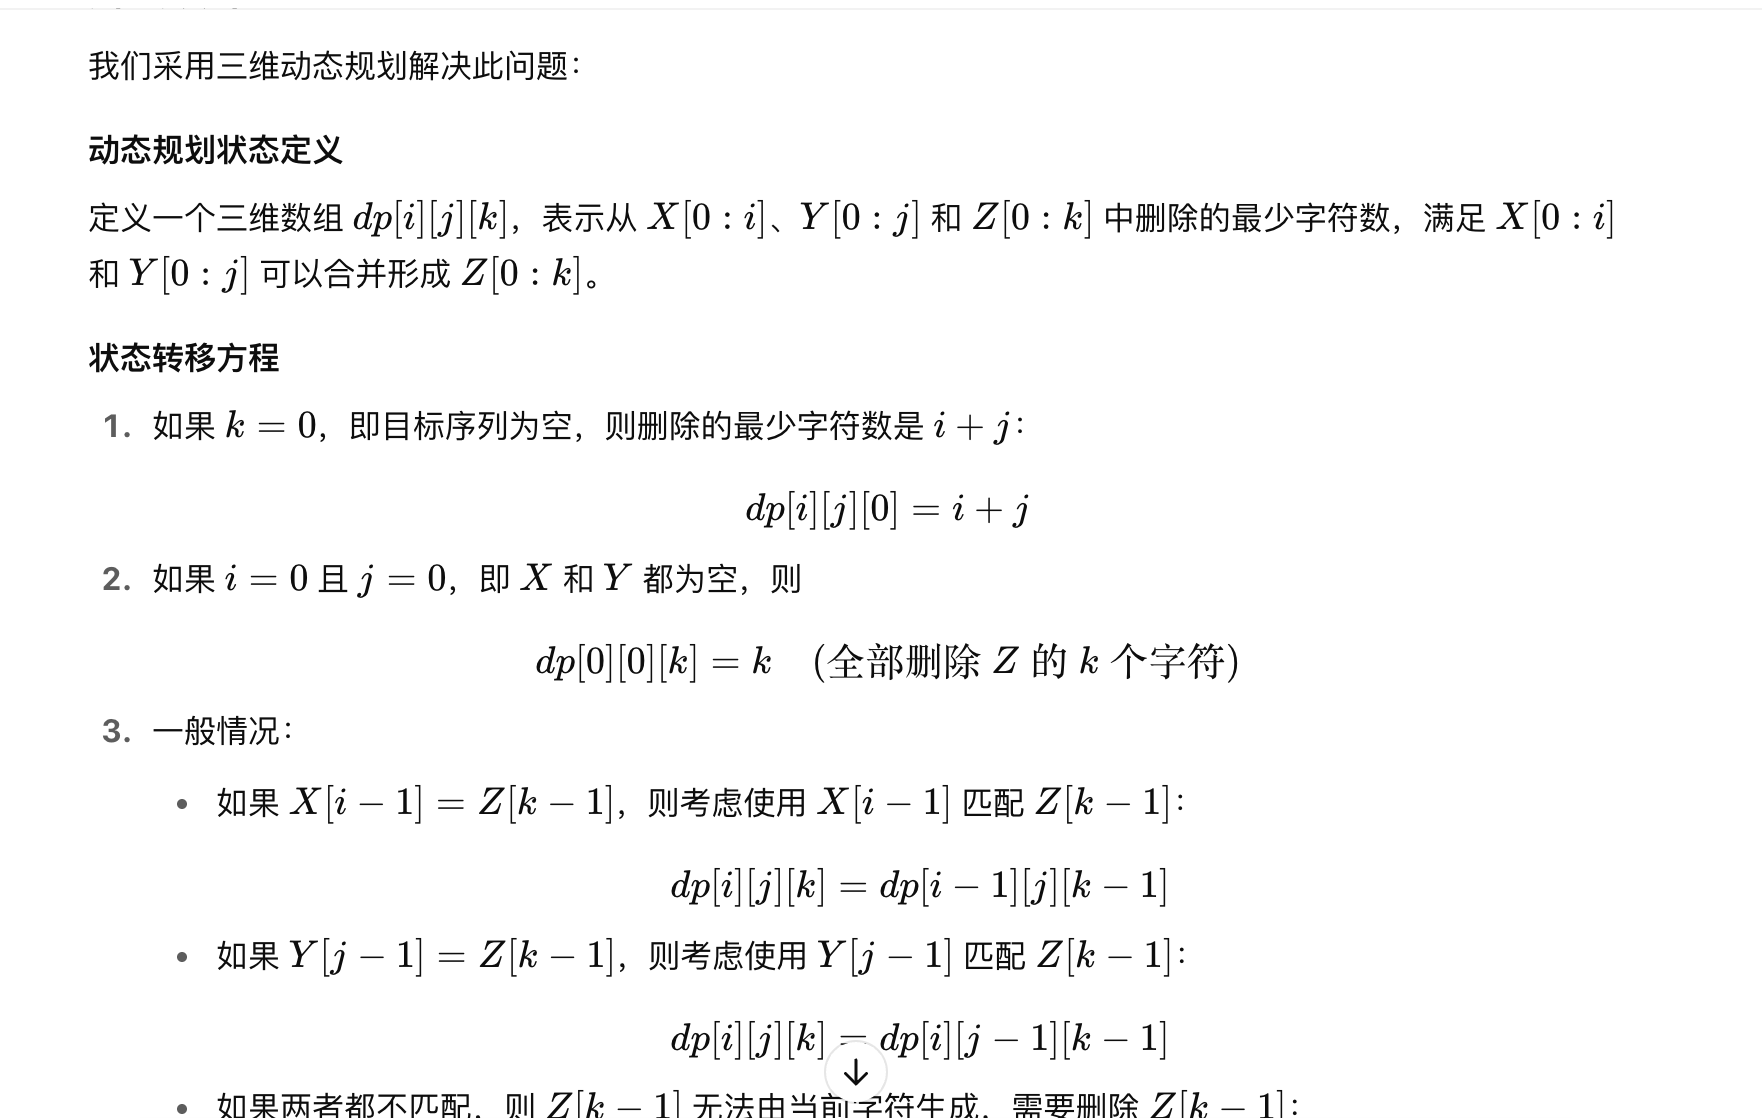 我们采用三维动态规划解决此问题：
动态规划状态定义
定义一个三维数组 dp[i][j][k]，表示从 X[0 : i]、Y[0 : j] 和 Z[0 : k] 中删除的最少字符数，满足 X[0 : i]
和 Y[0 : j] 可以合并形成 Z[0 : k]。
状态转移方程
1. 如果 k = 0，即目标序列为空，则删除的最少字符数是 i + j：
dp[i][j][0] = i + j
2. 如果 i = 0 且 j = 0，即 X 和 Y 都为空，则
dp[0][0][k] = k （全部删除 Z 的 k 个字符）
3. 一般情况：
• 如果 X[i − 1] = Z[k − 1]，则考虑使用 X[i − 1] 匹配 Z[k − 1]：
dp[i][j][k] = dp[i − 1][j][k − 1]
• 如果 Y[j − 1] = Z[k − 1]，则考虑使用 Y[j − 1] 匹配 Z[k − 1]：
dp[i][j][k] = dp[i][j − 1][k − 1]
• 如果两者都不匹配，则 Z[k − 1] 无法由当前字符生成，需要删除 Z[k − 1]：